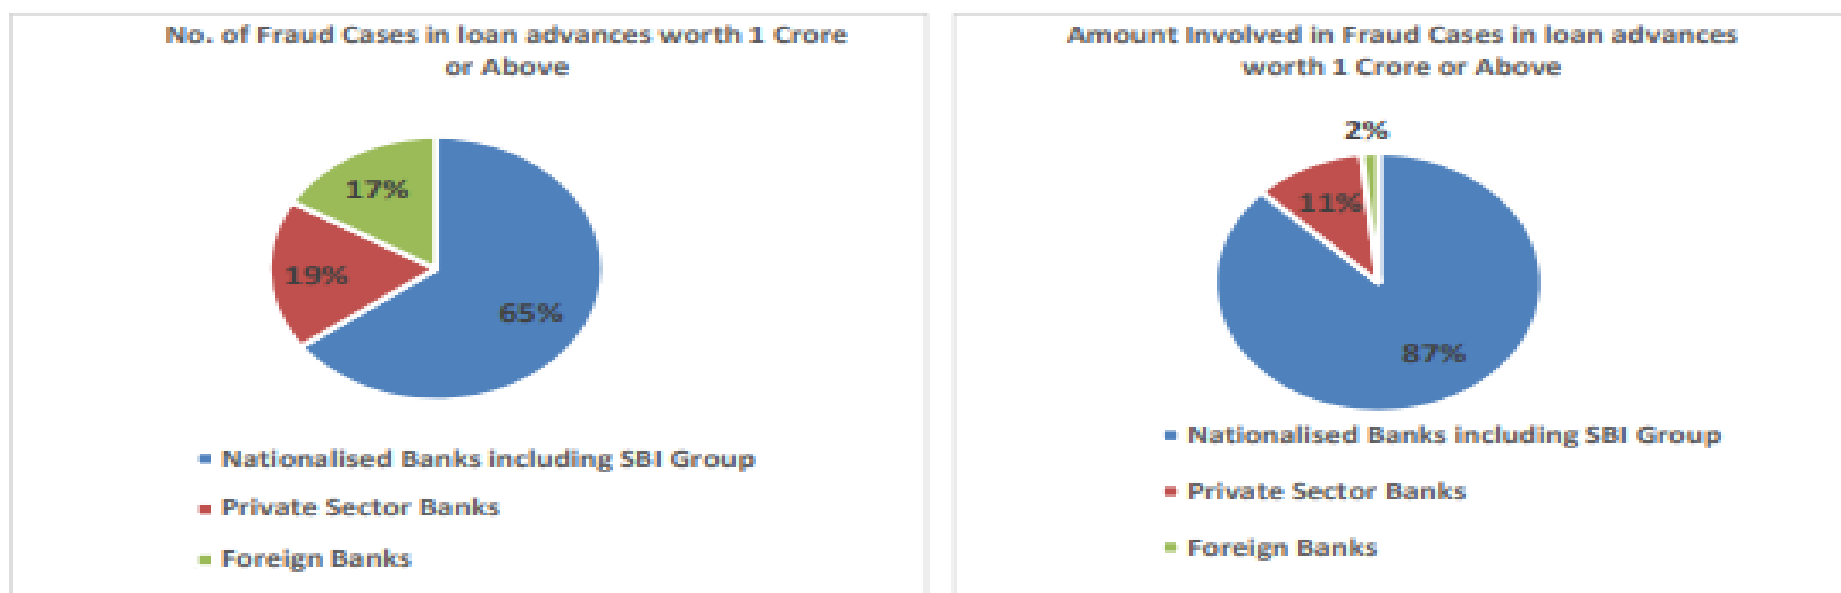 No. of Fraud Cases in loan advances worth 1 Crore
or Above
17%
19%
65%
Nationalised Banks including SBI Group
Private Sector Banks
Foreign Banks
Amount Involved in Fraud Cases in loan advances
worth 1 Crore or Above
2%
11%
87%
Nationalised Banks including SBI Group
Private Sector Banks
Foreign Banks